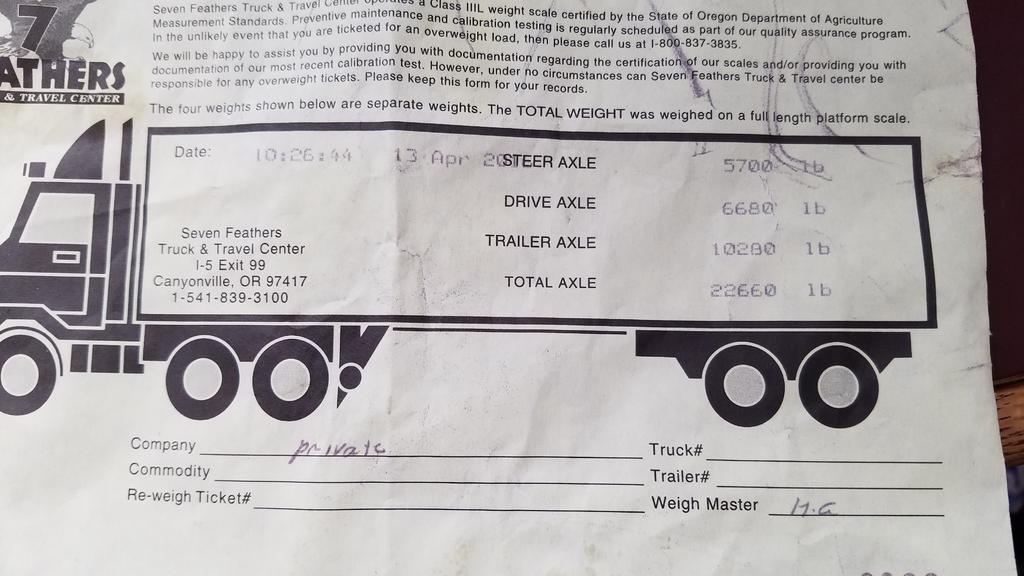 7
Seven Feathers Truck & Travel Center operates a Class IIIL weight scale certified by the State of Oregon Department of Agriculture
Measurement Standards. Preventive maintenance and calibration testing is regularly scheduled as part of our quality assurance program.
In the unlikely event that you are ticketed for an overweight load, then please call us at 1-800-837-3835.
We will be happy to assist you by providing you with documentation regarding the certification of our scales and/or providing you with
documentation of our most recent calibration test. However, under no circumstances can Seven Feathers Truck & Travel center be
responsible for any overweight tickets. Please keep this form for your records.
ATHERS
& TRAVEL CENTER
The four weights shown below are separate weights. The TOTAL WEIGHT was weighed on a full length platform scale.
Date: 10:26:44 13 Apr STEER AXLE 5700 lb
DRIVE AXLE 6680 lb
TRAILER AXLE 10280 lb
TOTAL AXLE 22660 lb
Seven Feathers
Truck & Travel Center
I-5 Exit 99
Canyonville, OR 97417
1-541-839-3100
Company private Truck#
Commodity Trailer#
Re-weigh Ticket# Weigh Master H.G